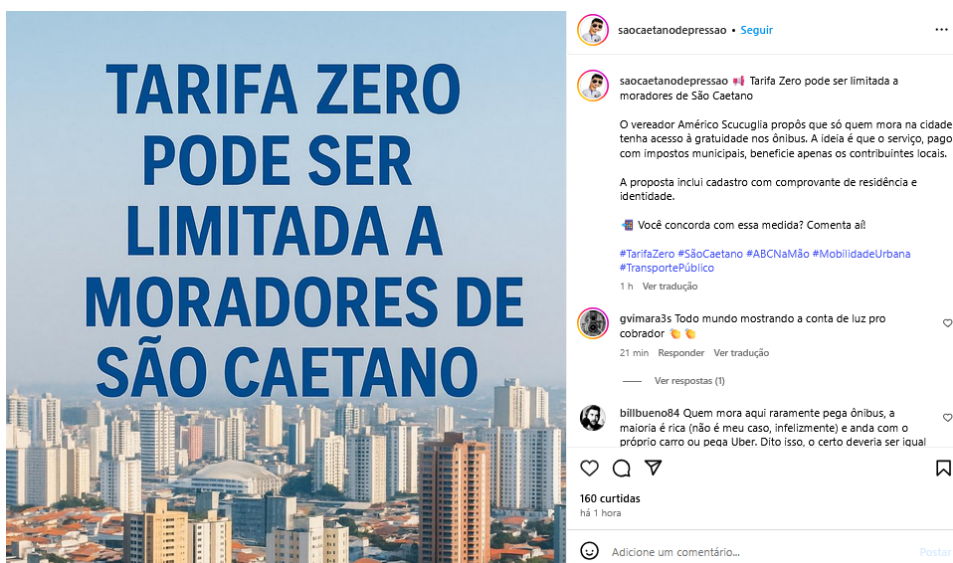 TARIFA ZERO
PODE SER
LIMITADA A
MORADORES DE
SÃO CAETANO
saocaetanodepressao • Seguir
saocaetanodepressao Tarifa Zero pode ser limitada a
moradores de São Caetano
O vereador Américo Scucuglia propôs que só quem mora na cidade
tenha acesso à gratuidade nos ônibus. A ideia é que o serviço, pago
com impostos municipais, beneficie apenas os contribuintes locais.
A proposta inclui cadastro com comprovante de residência e
identidade.
Você concorda com essa medida? Comenta aí!
#TarifaZero #SãoCaetano #ABCNaMão #MobilidadeUrbana
#TransportePúblico
1 h Ver tradução
gvimara3s Todo mundo mostrando a conta de luz pro
cobrador
21 min Responder Ver tradução
Ver respostas (1)
billbueno84 Quem mora aqui raramente pega ônibus, a
maioria é rica (não é meu caso, infelizmente) e anda com o
próprio carro ou pega Uber. Dito isso, o certo deveria ser igual
160 curtidas
há 1 hora
Adicione um comentário...
Postar